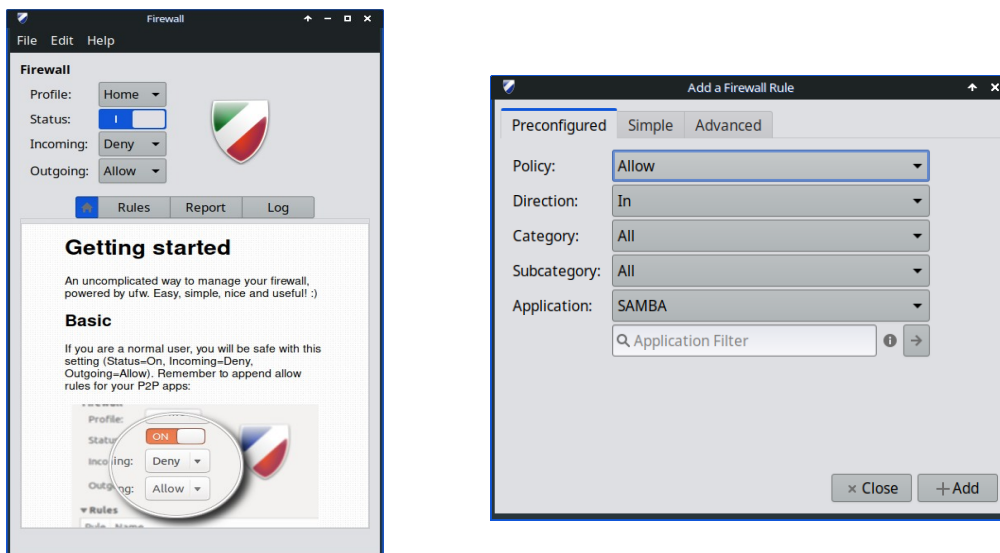 Firewall
File Edit Help
Firewall
Profile: Home
Status:
Incoming: Deny
Outgoing: Allow
Rules Report Log
Getting started
An uncomplicated way to manage your firewall,
powered by ufw. Easy, simple, nice and useful! :)
Basic
If you are a normal user, you will be safe with this
setting (Status=On, Incoming=Deny,
Outgoing=Allow). Remember to append allow
rules for your P2P apps:
Profile:
Status ON
Incoming: Deny
Outgoing: Allow
Rules
Rule Name
Add a Firewall Rule
Preconfigured Simple Advanced
Policy: Allow
Direction: In
Category: All
Subcategory: All
Application: SAMBA
Application Filter
Close Add